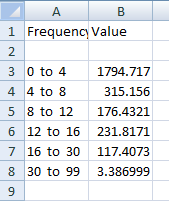 A B
1 Frequency Value
2
3 0 to 4 1794.717
4 4 to 8 315.156
5 8 to 12 176.4321
6 12 to 16 231.8171
7 16 to 30 117.4073
8 30 to 99 3.386999
9